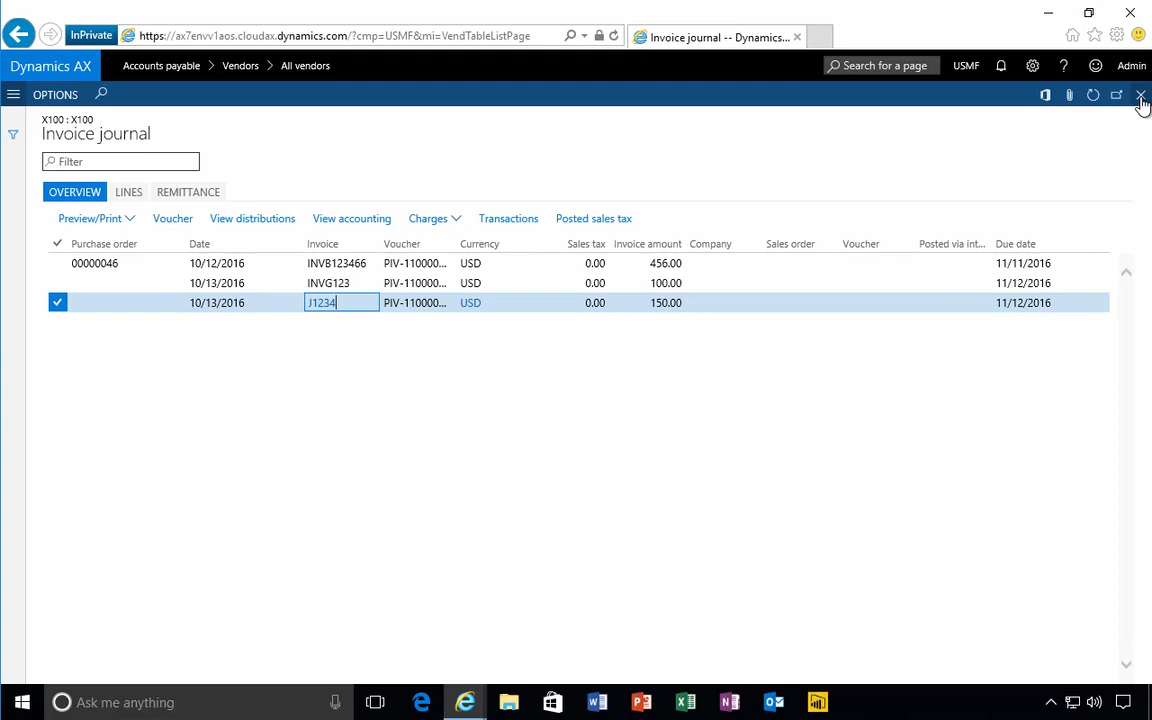 InPrivate https://ax7envv1aos.cloudax.dynamics.com/?cmp=USMF&mi=VendTableListPage Invoice journal -- Dynamics...
Dynamics AX Accounts payable > Vendors > All vendors Search for a page USMF ? Admin
OPTIONS
X100 : X100
Invoice journal
Filter
OVERVIEW LINES REMITTANCE
Preview/Print Voucher View distributions View accounting Charges Transactions Posted sales tax
Purchase order Date Invoice Voucher Currency Sales tax Invoice amount Company Sales order Voucher Posted via int... Due date
00000046 10/12/2016 INVB123466 PIV-110000... USD 0.00 456.00 11/11/2016
10/13/2016 INVG123 PIV-110000... USD 0.00 100.00 11/12/2016
10/13/2016 J1234 PIV-110000... USD 0.00 150.00 11/12/2016
Ask me anything